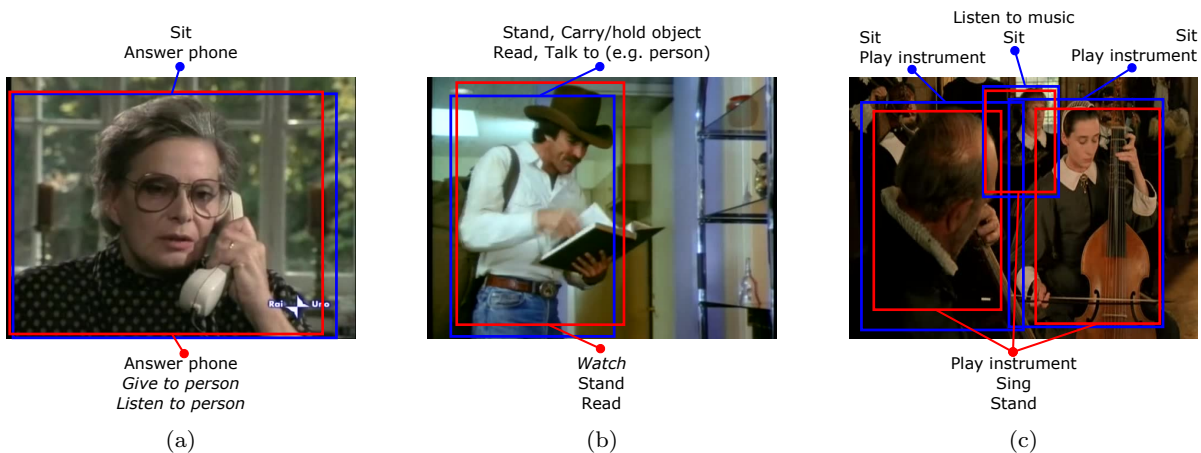 Sit
Answer phone
Rai Uno
Answer phone
Give to person
Listen to person
(a)
Stand, Carry/hold object
Read, Talk to (e.g. person)
Watch
Stand
Read
(b)
Listen to music
Sit
Sit
Play instrument
Sit
Play instrument
Play instrument
Sing
Stand
(c)